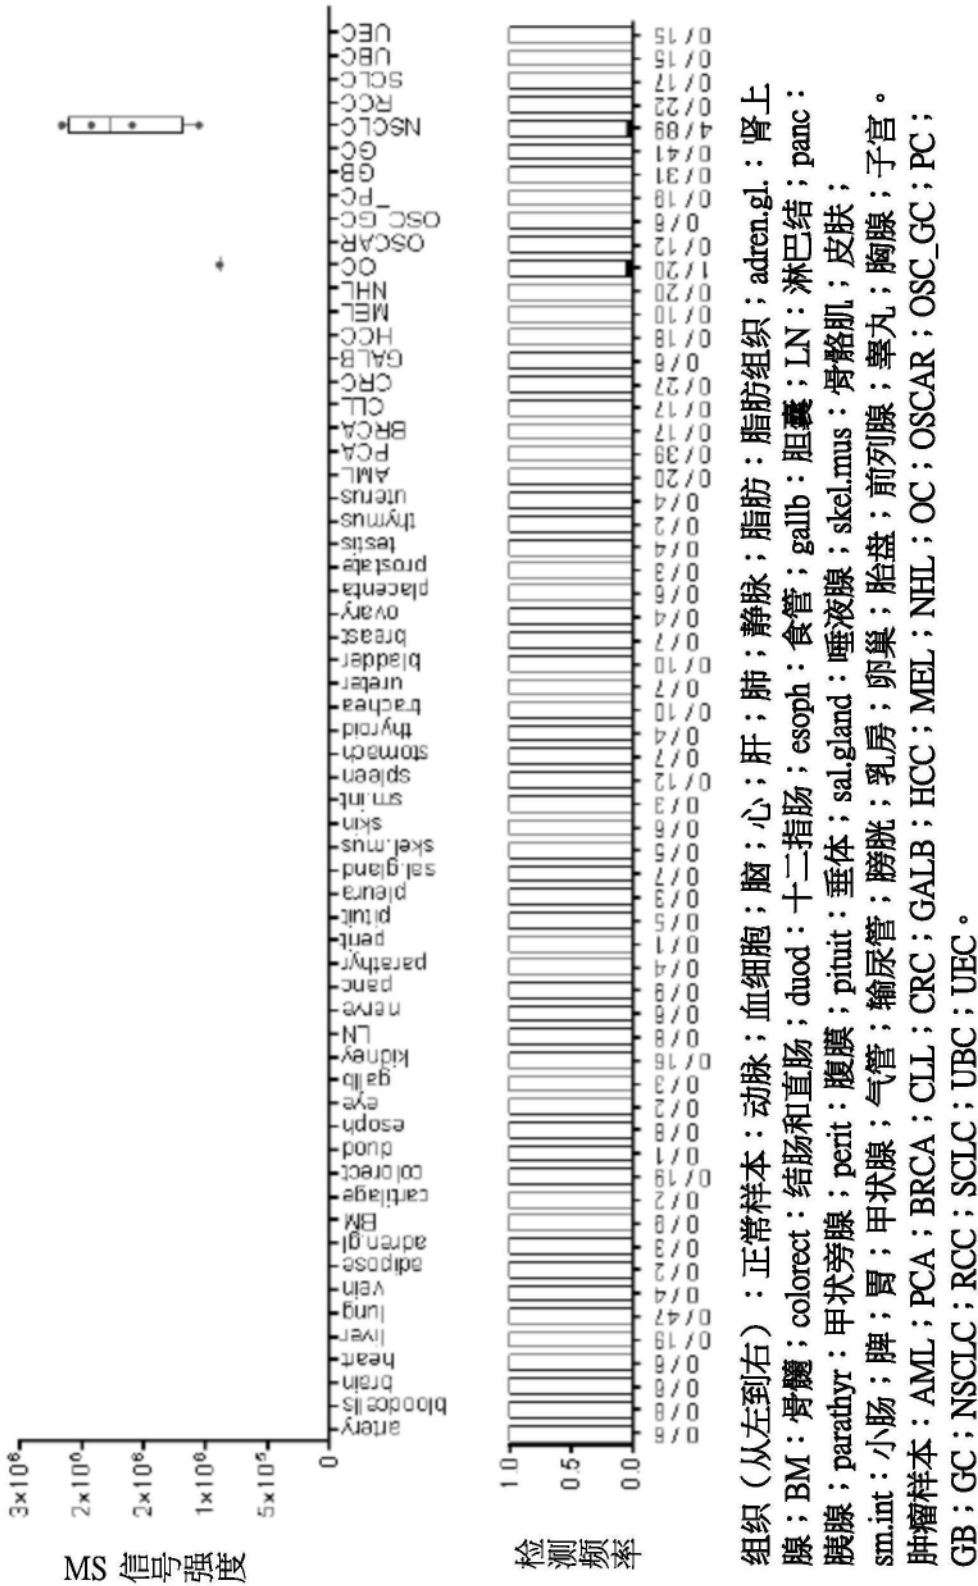 MS 信号强度
3×10⁶
2×10⁶
2×10⁶
1×10⁶
5×10⁵
0
artery
bloodcells
brain
heart
liver
lung
vein
adipose
adren.gl
BM
cartilage
colorect
duod
esoph
eye
gallb
kidney
LN
nerve
panc
parathyr
perit
pituit
pleura
sal.gland
skel.mus
skin
sm.int
spleen
stomach
thyroid
trachea
ureter
bladder
breast
ovary
placenta
prostate
testis
thymus
uterus
AML
PCA
BRCA
CLL
CRC
GALB
HCC
MEL
NHL
OC
OSCAR
OSC_GC
PC
GB
GC
NSCLC
RCC
SCLC
UBC
UEC
检测频率
1.0
0.5
0.0
0 / 6
0 / 8
0 / 6
0 / 6
0 / 19
0 / 47
0 / 4
0 / 2
0 / 3
0 / 9
0 / 2
0 / 19
0 / 1
0 / 8
0 / 2
0 / 3
0 / 16
0 / 8
0 / 6
0 / 9
0 / 4
0 / 1
0 / 5
0 / 3
0 / 7
0 / 5
0 / 6
0 / 3
0 / 12
0 / 7
0 / 4
0 / 10
0 / 7
0 / 10
0 / 7
0 / 4
0 / 6
0 / 3
0 / 4
0 / 2
0 / 4
0 / 20
0 / 39
0 / 17
0 / 17
0 / 27
0 / 6
0 / 18
0 / 10
0 / 20
1 / 20
0 / 12
0 / 6
0 / 19
0 / 31
0 / 41
4 / 89
0 / 22
0 / 17
0 / 15
0 / 15
组织（从左到右）：正常样本：动脉；血细胞；脑；心；肝；肺；静脉；脂肪：脂肪组织；adren.gl.：肾上
腺；BM：骨髓；colorect：结肠和直肠；duod：十二指肠；esoph：食管；gallb：胆囊；LN：淋巴结；panc：
胰腺；parathyr：甲状旁腺；perit：腹膜；pituit：垂体；sal.gland：唾液腺；skel.mus：骨骼肌；皮肤；
sm.int：小肠；脾；胃；甲状腺；气管；输尿管；膀胱；乳房；卵巢；胎盘；前列腺；睾丸；胸腺；子宫。
肿瘤样本：AML；PCA；BRCA；CLL；CRC；GALB；HCC；MEL；NHL；OC；OSCAR；OSC_GC；PC；
GB；GC；NSCLC；RCC；SCLC；UBC；UEC。